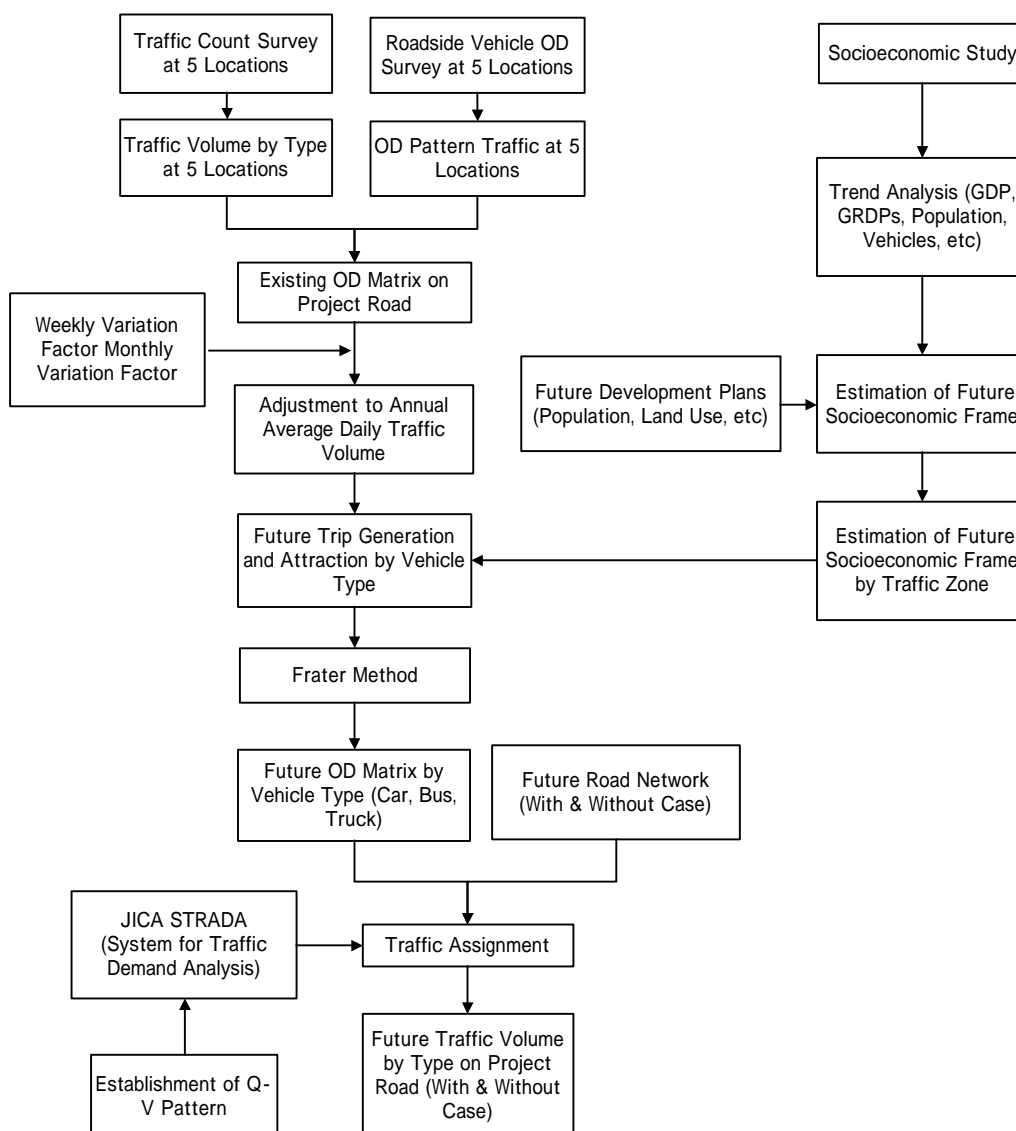 Traffic Count Survey
at 5 Locations
Roadside Vehicle OD
Survey at 5 Locations
Socioeconomic Study
Traffic Volume by Type
at 5 Locations
OD Pattern Traffic at 5
Locations
Trend Analysis (GDP,
GRDPs, Population,
Vehicles, etc)
Existing OD Matrix on
Project Road
Weekly Variation
Factor Monthly
Variation Factor
Adjustment to Annual
Average Daily Traffic
Volume
Future Development Plans
(Population, Land Use, etc)
Estimation of Future
Socioeconomic Frame
Future Trip Generation
and Attraction by Vehicle
Type
Estimation of Future
Socioeconomic Frame
by Traffic Zone
Frater Method
Future OD Matrix by
Vehicle Type (Car, Bus,
Truck)
Future Road Network
(With & Without Case)
JICA STRADA
(System for Traffic
Demand Analysis)
Traffic Assignment
Establishment of Q-
V Pattern
Future Traffic Volume
by Type on Project
Road (With & Without
Case)